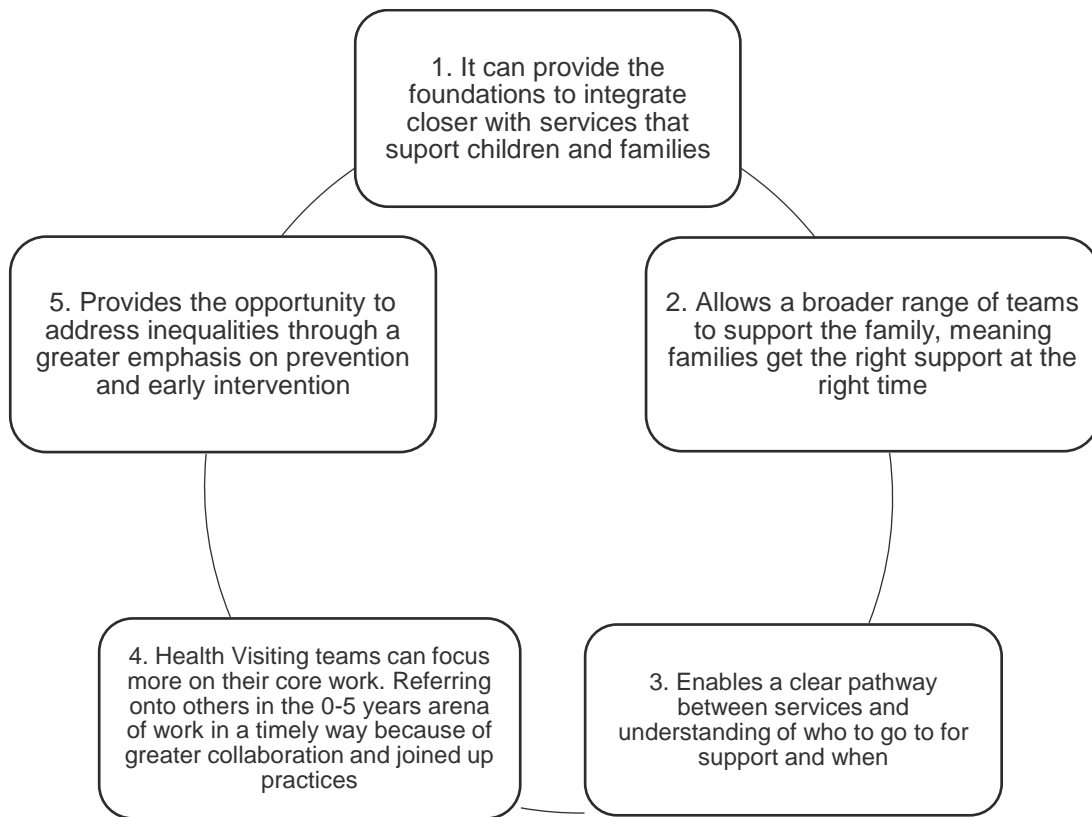 1. It can provide the
foundations to integrate
closer with services that
suport children and families
2. Allows a broader range of teams
to support the family, meaning
families get the right support at the
right time
3. Enables a clear pathway
between services and
understanding of who to go to for
support and when
4. Health Visiting teams can focus
more on their core work. Referring
onto others in the 0-5 years arena
of work in a timely way because of
greater collaboration and joined up
practices
5. Provides the opportunity to
address inequalities through a
greater emphasis on prevention
and early intervention